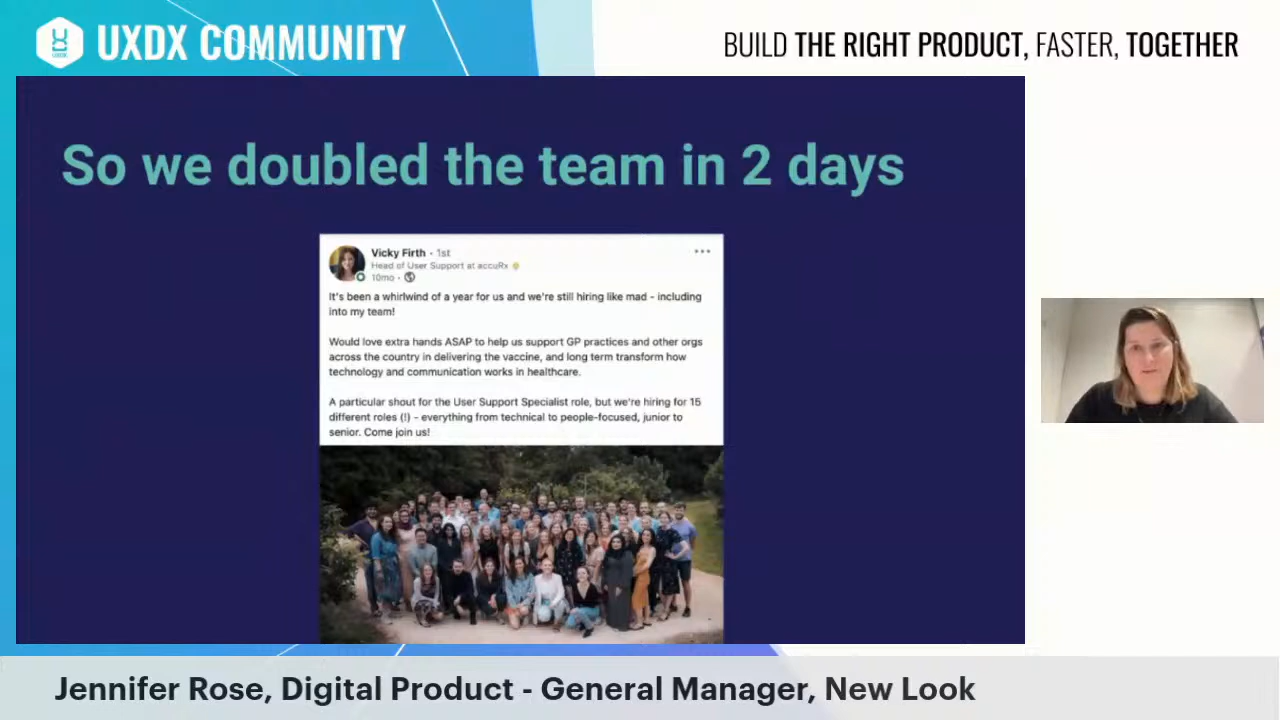 UXDX COMMUNITY
BUILD THE RIGHT PRODUCT, FASTER, TOGETHER
So we doubled the team in 2 days
Vicky Firth · 1st
Head of User Support at accuRx
10mo ·
It's been a whirlwind of a year for us and we're still hiring like mad - including
into my team!
Would love extra hands ASAP to help us support GP practices and other orgs
across the country in delivering the vaccine, and long term transform how
technology and communication works in healthcare.
A particular shout for the User Support Specialist role, but we're hiring for 15
different roles (!) - everything from technical to people-focused, junior to
senior. Come join us!
Jennifer Rose, Digital Product - General Manager, New Look